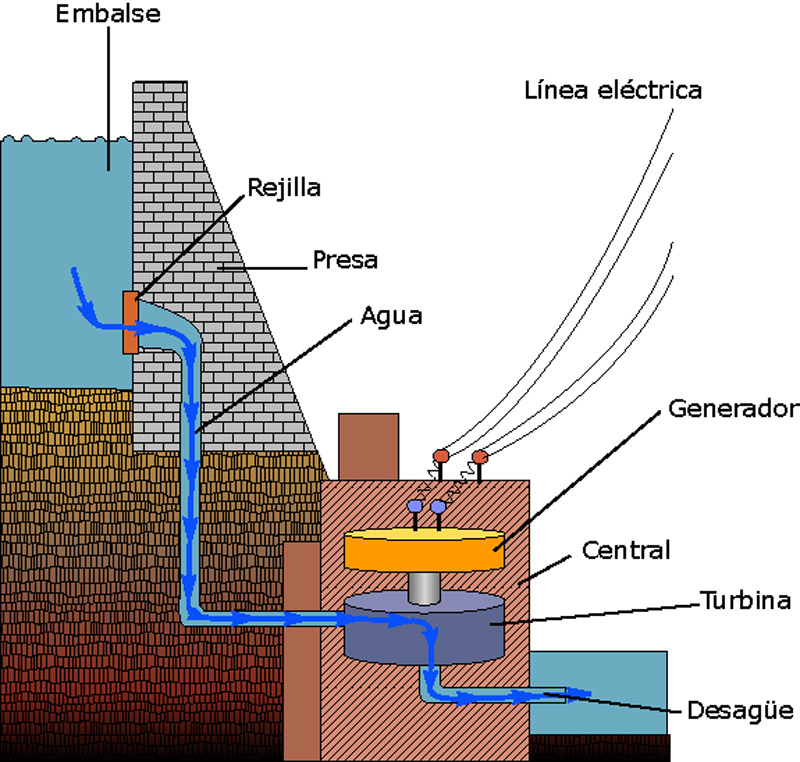 Embalse
Línea eléctrica
Rejilla
Presa
Agua
Generador
Central
Turbina
Desagüe